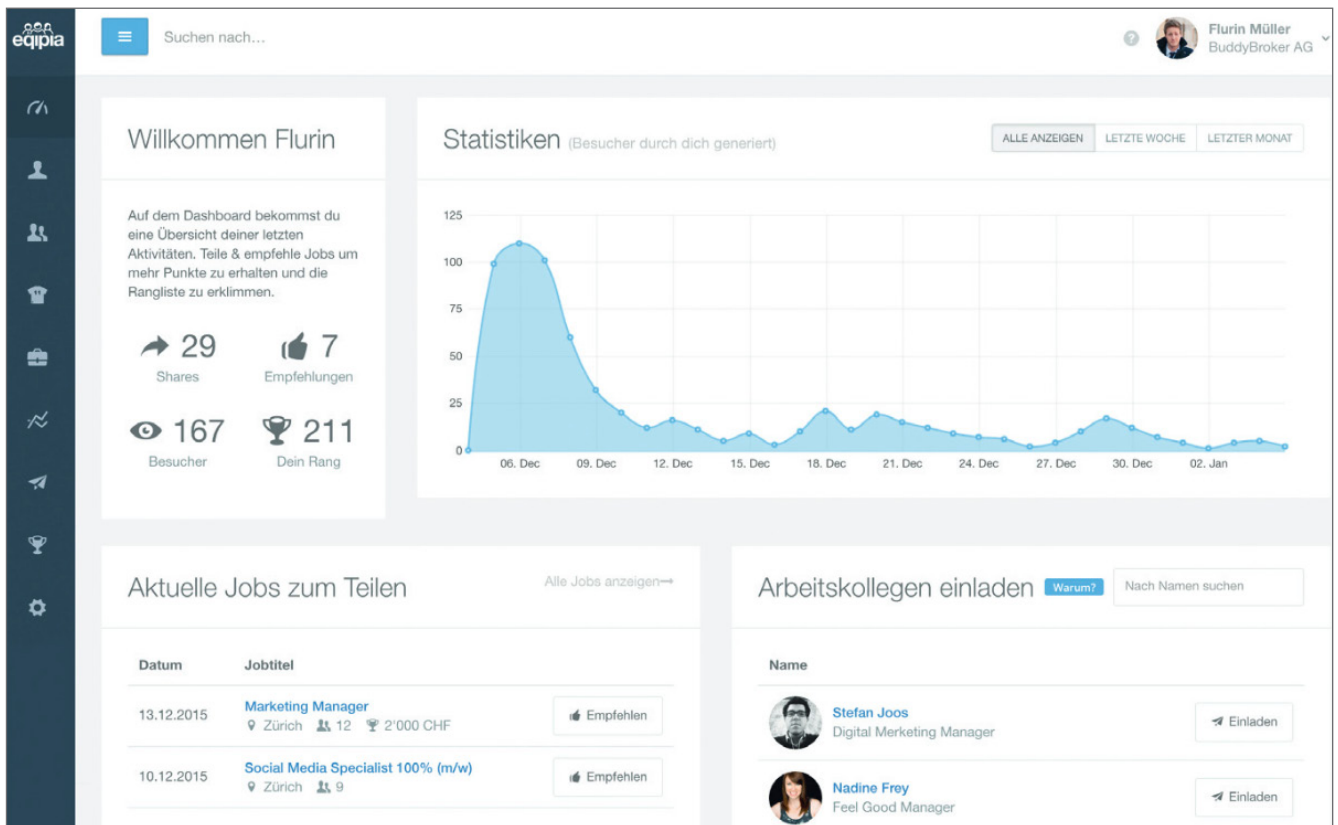 eqipia
Suchen nach...
Flurin Müller
BuddyBroker AG
Willkommen Flurin
Auf dem Dashboard bekommst du
eine Übersicht deiner letzten
Aktivitäten. Teile & empfehle Jobs um
mehr Punkte zu erhalten und die
Rangliste zu erklimmen.
29
Shares
7
Empfehlungen
167
Besucher
211
Dein Rang
Statistiken (Besucher durch dich generiert)
ALLE ANZEIGEN LETZTE WOCHE LETZTER MONAT
125
100
75
50
25
0
06. Dec 09. Dec 12. Dec 15. Dec 18. Dec 21. Dec 24. Dec 27. Dec 30. Dec 02. Jan
Aktuelle Jobs zum Teilen
Alle Jobs anzeigen→
Datum Jobtitel
13.12.2015
Marketing Manager
Zürich 12 2'000 CHF
Empfehlen
10.12.2015
Social Media Specialist 100% (m/w)
Zürich 9
Empfehlen
Arbeitskollegen einladen Warum? Nach Namen suchen
Name
Stefan Joos
Digital Merketing Manager
Einladen
Nadine Frey
Feel Good Manager
Einladen